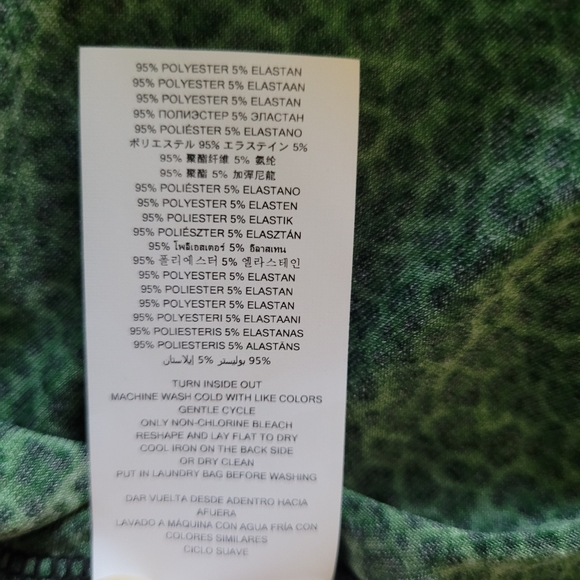 95% POLYESTER 5% ELASTAN
95% POLYESTER 5% ELASTAAN
95% POLYESTER 5% ELASTAN
95% ПОЛИЭСТЕР 5% ЭЛАСТАН
95% POLIÉSTER 5% ELASTANO
ポリエステル 95% エラステイン 5%
95% 聚酯纤维 5% 氨纶
95% 聚酯 5% 加彈尼龍
95% POLIÉSTER 5% ELASTANO
95% POLYESTER 5% ELASTEN
95% POLIESTER 5% ELASTIK
95% POLIÉSZTER 5% ELASZTÁN
95% โพลีเอสเตอร์ 5% อีลาสเทน
95% 폴리에스터 5% 엘라스테인
95% POLYESTER 5% ELASTAN
95% POLIESTER 5% ELASTAN
95% POLYESTER 5% ELASTAN
95% POLYESTERI 5% ELASTAANI
95% POLIESTERIS 5% ELASTANAS
95% POLIESTERIS 5% ALASTĀNS
95% بوليستر 5% إيلاستان
TURN INSIDE OUT
MACHINE WASH COLD WITH LIKE COLORS
GENTLE CYCLE
ONLY NON-CHLORINE BLEACH
RESHAPE AND LAY FLAT TO DRY
COOL IRON ON THE BACK SIDE
OR DRY CLEAN
PUT IN LAUNDRY BAG BEFORE WASHING
DAR VUELTA DESDE ADENTRO HACIA
AFUERA
LAVADO A MÁQUINA CON AGUA FRÍA CON
COLORES SIMILARES
CICLO SUAVE